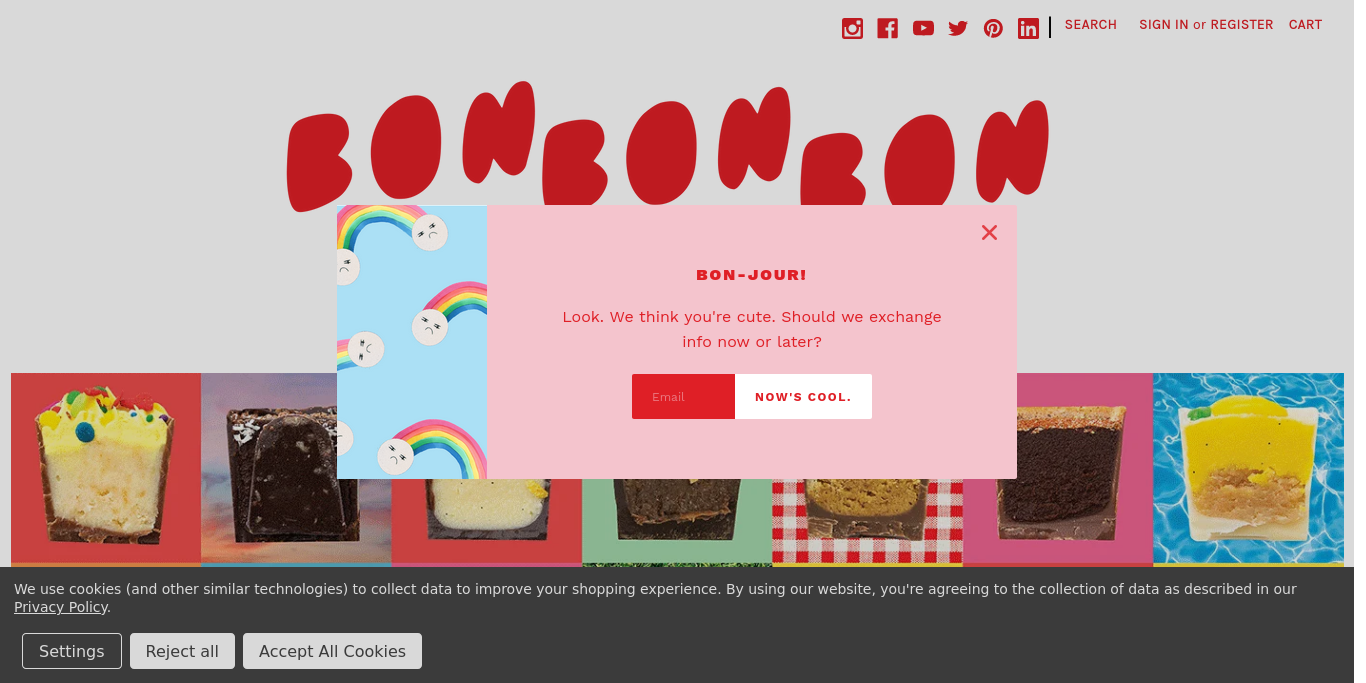 SEARCH SIGN IN or REGISTER CART
BONBONBON
BON-JOUR!
Look. We think you're cute. Should we exchange
info now or later?
Email NOW'S COOL.
We use cookies (and other similar technologies) to collect data to improve your shopping experience. By using our website, you're agreeing to the collection of data as described in our
Privacy Policy.
Settings Reject all Accept All Cookies